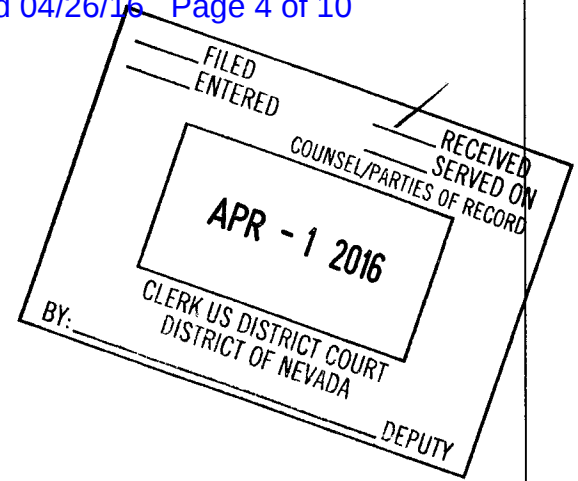 d 04/26/16 Page 4 of 10
FILED
ENTERED
RECEIVED
SERVED ON
COUNSEL/PARTIES OF RECORD
APR - 1 2016
CLERK US DISTRICT COURT
DISTRICT OF NEVADA
BY:
DEPUTY